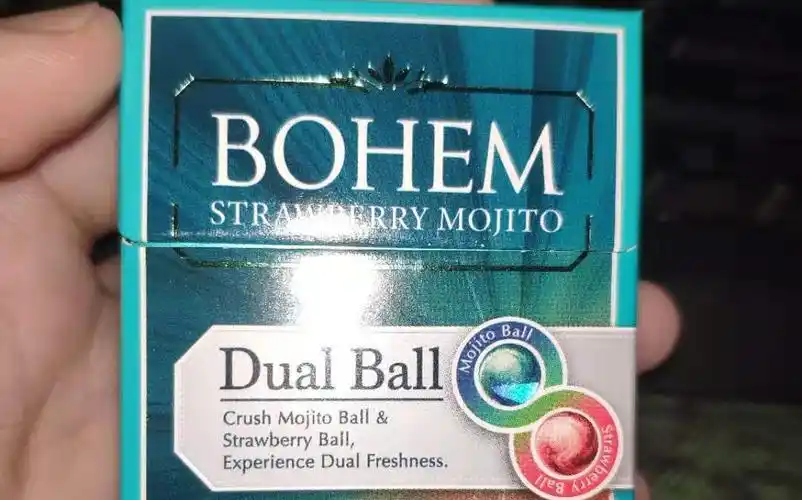 BOHEM
STRAWBERRY MOJITO
Dual Ball
Mojito Ball
Crush Mojito Ball &
Strawberry Ball,
Experience Dual Freshness.
Strawberry Ball